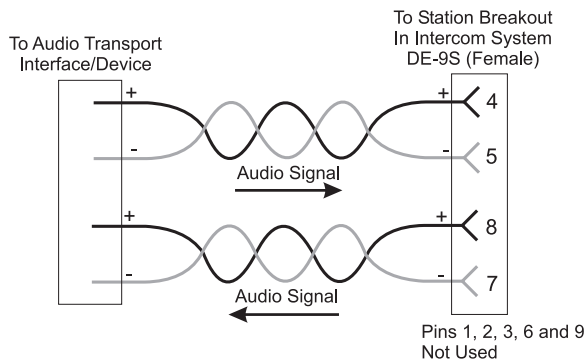 To Audio Transport
Interface/Device
To Station Breakout
In Intercom System
DE-9S (Female)
+ + 4
- - 5
Audio Signal
+ + 8
- - 7
Audio Signal
Pins 1, 2, 3, 6 and 9
Not Used